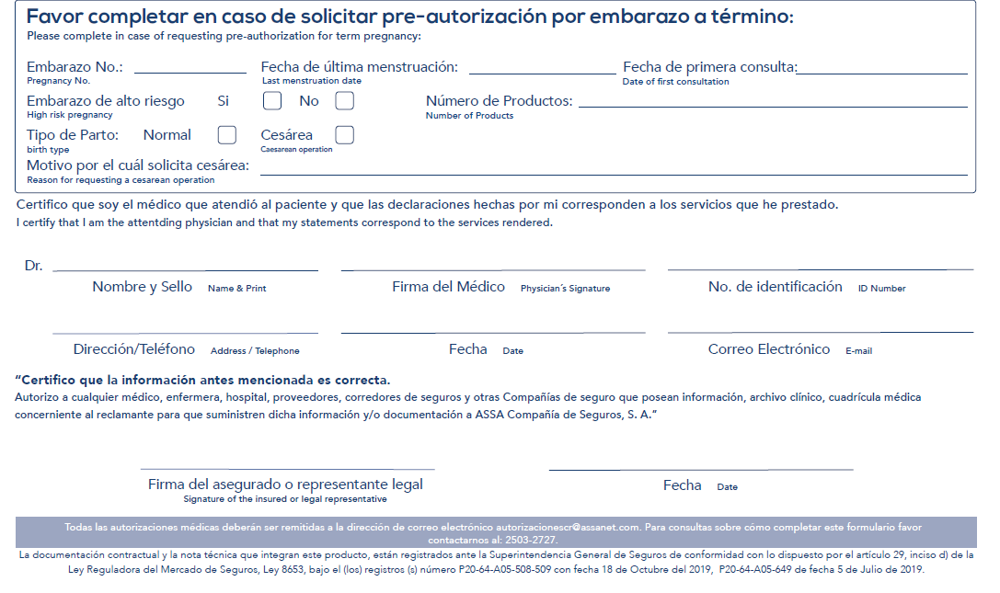 Favor completar en caso de solicitar pre-autorización por embarazo a término:
Please complete in case of requesting pre-authorization for term pregnancy:
Embarazo No.: Fecha de última menstruación: Fecha de primera consulta:
Pregnancy No. Last menstruation date Date of first consultation
Embarazo de alto riesgo Si No Número de Productos:
High risk pregnancy Number of Products
Tipo de Parto: Normal Cesárea
birth type Caesarean operation
Motivo por el cuál solicita cesárea:
Reason for requesting a cesarean operation
Certifico que soy el médico que atendió al paciente y que las declaraciones hechas por mi corresponden a los servicios que he prestado.
I certify that I am the attentding physician and that my statements correspond to the services rendered.
Dr.
Nombre y Sello Name & Print Firma del Médico Physician´s Signature No. de identificación ID Number
Dirección/Teléfono Address / Telephone Fecha Date Correo Electrónico E-mail
“Certifico que la información antes mencionada es correcta.
Autorizo a cualquier médico, enfermera, hospital, proveedores, corredores de seguros y otras Compañías de seguro que posean información, archivo clínico, cuadrícula médica
concerniente al reclamante para que suministren dicha información y/o documentación a ASSA Compañía de Seguros, S. A.”
Firma del asegurado o representante legal Fecha Date
Signature of the insured or legal representative
Todas las autorizaciones médicas deberán ser remitidas a la dirección de correo electrónico autorizacionescr@assanet.com. Para consultas sobre cómo completar este formulario favor
contactarnos al: 2503-2727.
La documentación contractual y la nota técnica que integran este producto, están registrados ante la Superintendencia General de Seguros de conformidad con lo dispuesto por el artículo 29, inciso d) de la
Ley Reguladora del Mercado de Seguros, Ley 8653, bajo el (los) registros (s) número P20-64-A05-508-509 con fecha 18 de Octubre del 2019, P20-64-A05-649 de fecha 5 de Julio de 2019.